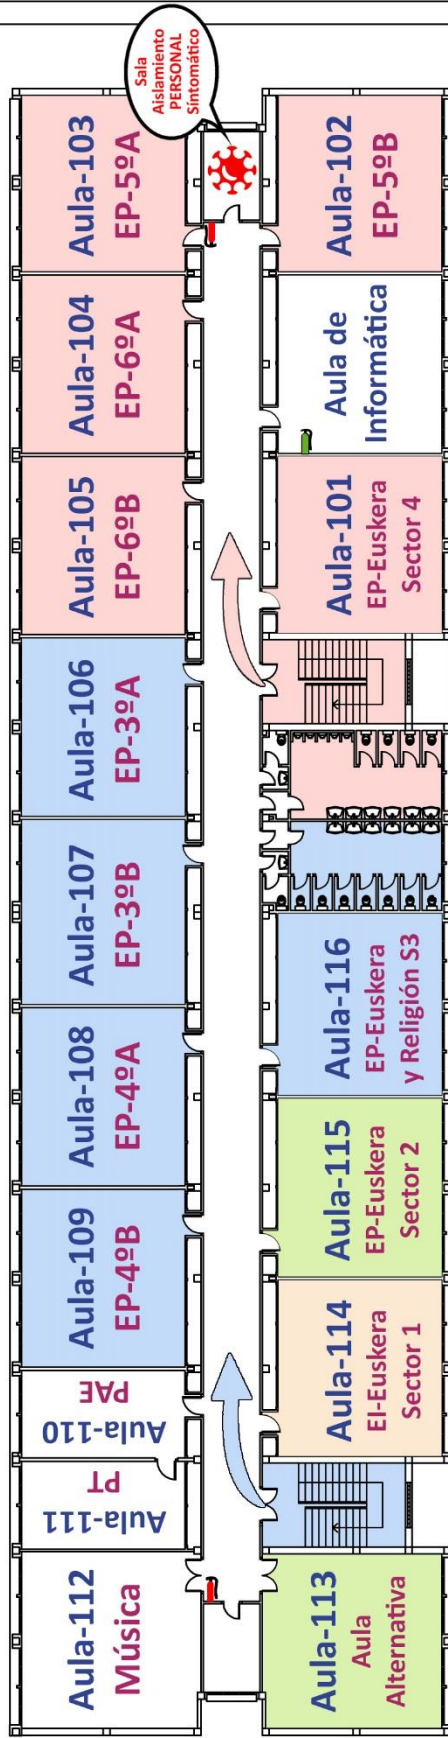 Sala
Aislamiento
PERSONAL
Síntomático
Aula-112
Música
Aula-111
PT
Aula-110
PAE
Aula-109
EP-4ºB
Aula-108
EP-4ºA
Aula-107
EP-3ºB
Aula-106
EP-3ºA
Aula-105
EP-6ºB
Aula-104
EP-6ºA
Aula-103
EP-5ºA
Aula-113
Aula
Alternativa
Aula-114
EI-Euskera
Sector 1
Aula-115
EP-Euskera
Sector 2
Aula-116
EP-Euskera
y Religión S3
Aula-101
EP-Euskera
Sector 4
Aula de
Informática
Aula-102
EP-5ºB